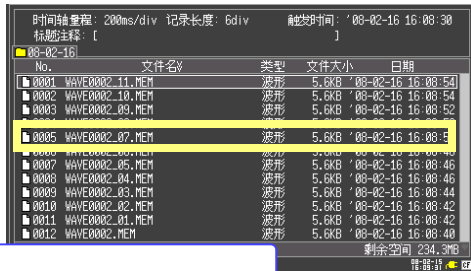 时间轴量程: 200ms/div 记录长度: 6div 触发时间: '08-02-16 16:08:30
标题注释: [ ]
08-02-16
No. 文件名 类型 文件大小 日期
0001 WAVE0002_11.MEM 波形 5.6KB '08-02-16 16:08:54
0002 WAVE0002_10.MEM 波形 5.6KB '08-02-16 16:08:54
0003 WAVE0002_09.MEM 波形 5.6KB '08-02-16 16:08:52
0005 WAVE0002_07.MEM 波形 5.6KB '08-02-16 16:08:5
0007 WAVE0002_05.MEM 波形 5.6KB '08-02-16 16:08:46
0008 WAVE0002_04.MEM 波形 5.6KB '08-02-16 16:08:46
0009 WAVE0002_03.MEM 波形 5.6KB '08-02-16 16:08:44
0010 WAVE0002_02.MEM 波形 5.6KB '08-02-16 16:08:42
0011 WAVE0002_01.MEM 波形 5.6KB '08-02-16 16:08:42
0012 WAVE0002.MEM 波形 5.6KB '08-02-16 16:08:40
剩余空间 234.3MB
CF